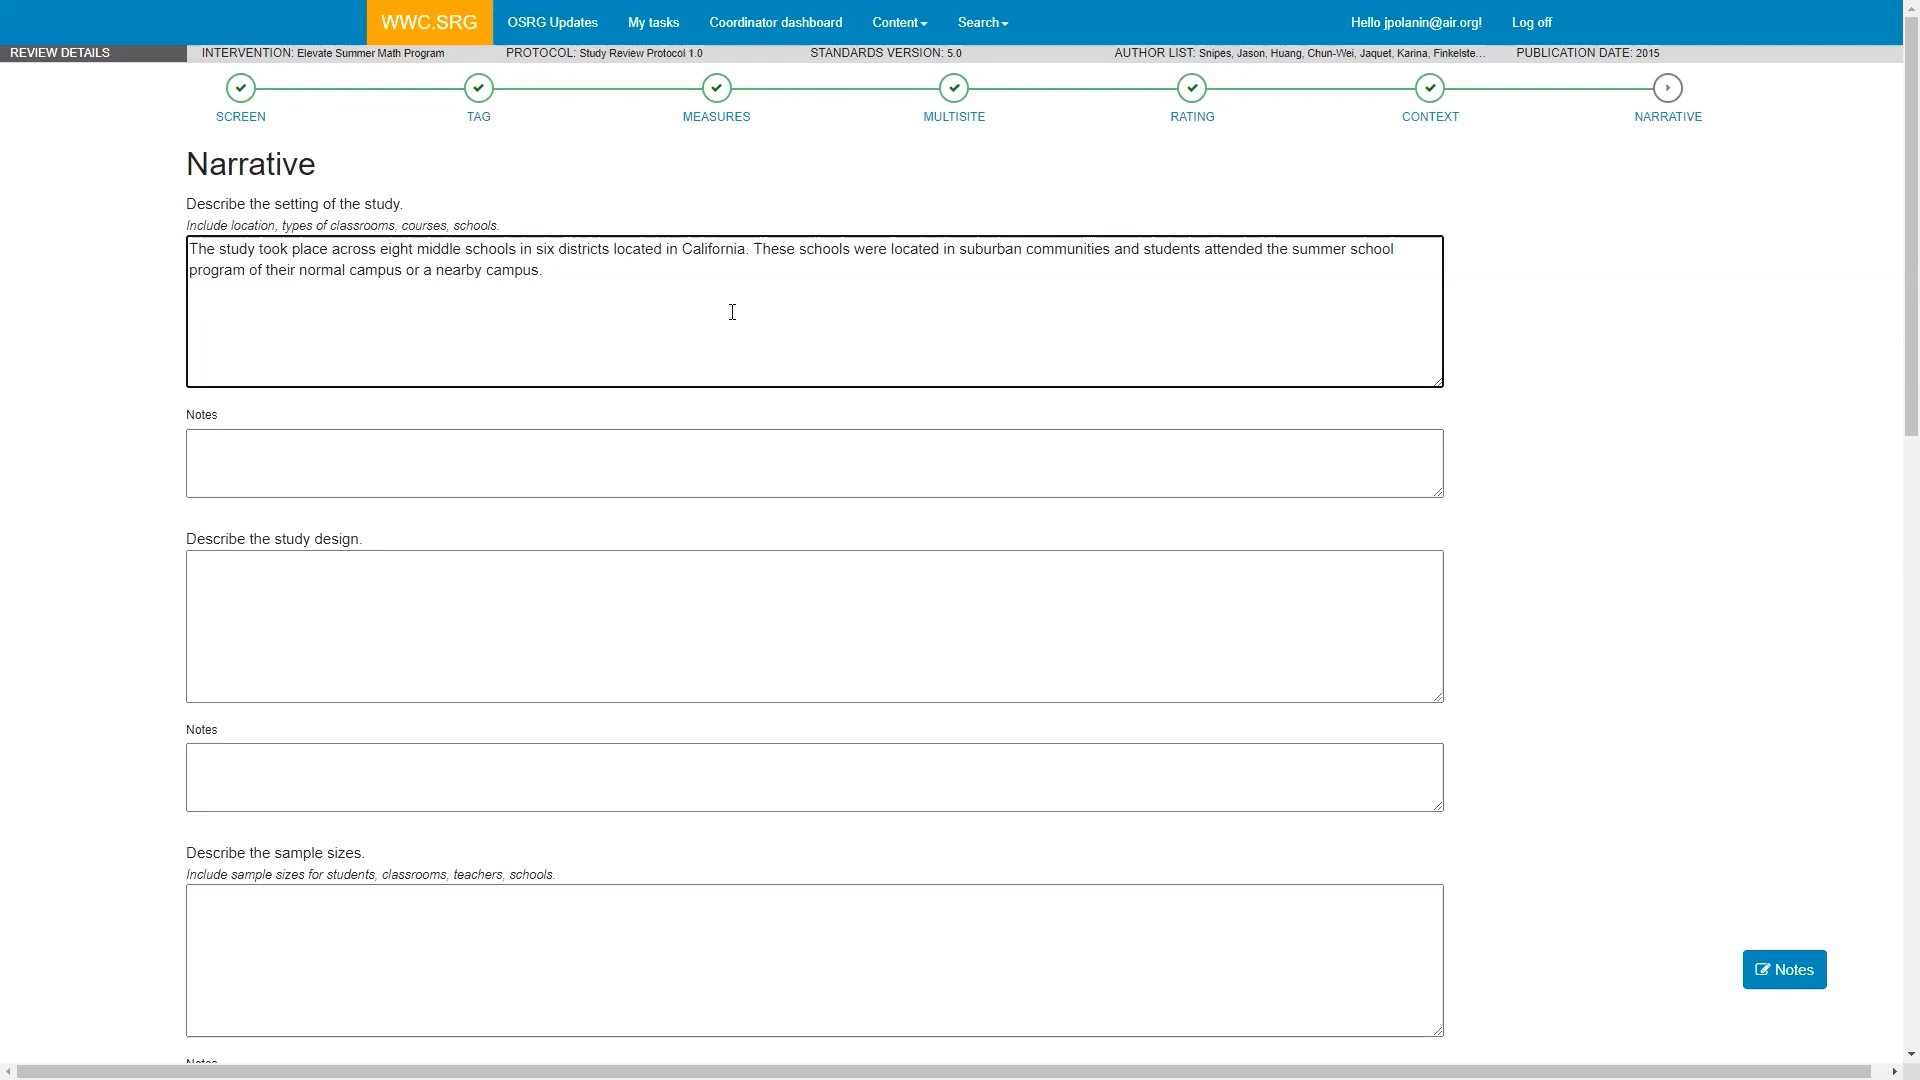 WWC.SRG OSRG Updates My tasks Coordinator dashboard Content Search Hello jpolanin@air.org! Log off
REVIEW DETAILS INTERVENTION: Elevate Summer Math Program PROTOCOL: Study Review Protocol 1.0 STANDARDS VERSION: 5.0 AUTHOR LIST: Snipes, Jason, Huang, Chun-Wei, Jaquet, Karina, Finkelste... PUBLICATION DATE: 2015
SCREEN TAG MEASURES MULTISITE RATING CONTEXT NARRATIVE
Narrative
Describe the setting of the study.
Include location, types of classrooms, courses, schools.
The study took place across eight middle schools in six districts located in California. These schools were located in suburban communities and students attended the summer school
program of their normal campus or a nearby campus.
Notes
Describe the study design.
Notes
Describe the sample sizes.
Include sample sizes for students, classrooms, teachers, schools.
Notes
Notes